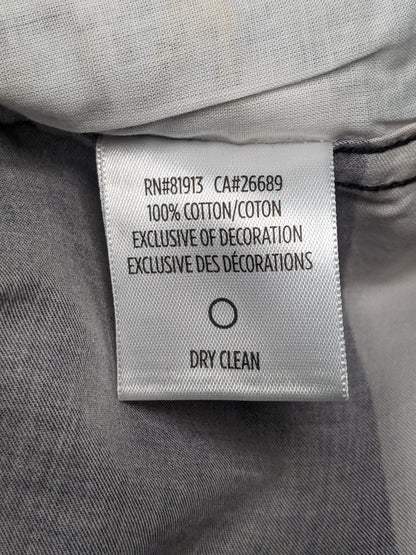 RN#81913 CA#26689
100% COTTON/COTON
EXCLUSIVE OF DECORATION
EXCLUSIVE DES DÉCORATIONS
DRY CLEAN